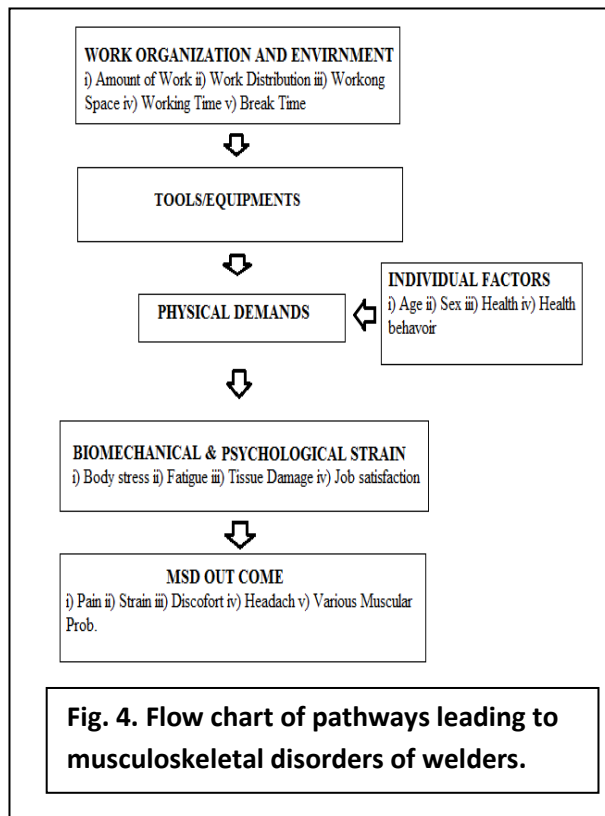 WORK ORGANIZATION AND ENVIRNMENT
i) Amount of Work ii) Work Distribution iii) Workong
Space iv) Working Time v) Break Time
TOOLS/EQUIPMENTS
INDIVIDUAL FACTORS
i) Age ii) Sex iii) Health iv) Health
behavoir
PHYSICAL DEMANDS
BIOMECHANICAL & PSYCHOLOGICAL STRAIN
i) Body stress ii) Fatigue iii) Tissue Damage iv) Job satisfaction
MSD OUT COME
i) Pain ii) Strain iii) Discofort iv) Headach v) Various Muscular
Prob.
Fig. 4. Flow chart of pathways leading to
musculoskeletal disorders of welders.